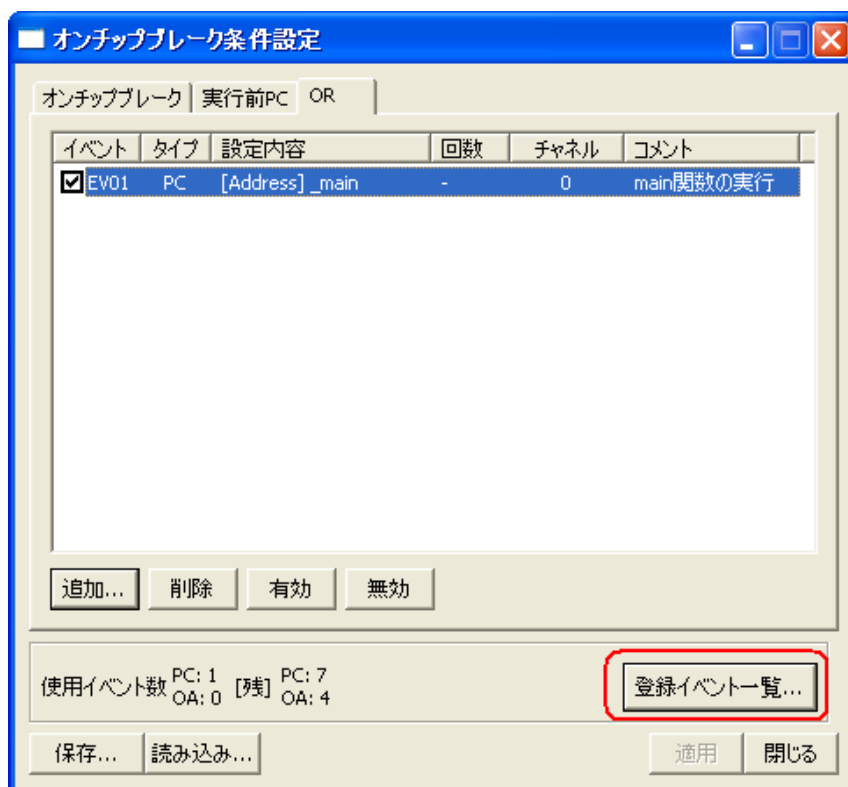 オンチップブレーク条件設定
オンチップブレーク 実行前PC OR
イベント タイプ 設定内容 回数 チャネル コメント
EV01 PC [Address] _main - 0 main関数の実行
追加... 削除 有効 無効
使用イベント数 PC: 1 [残] PC: 7
OA: 0 OA: 4
登録イベント一覧...
保存... 読み込み... 適用 閉じる